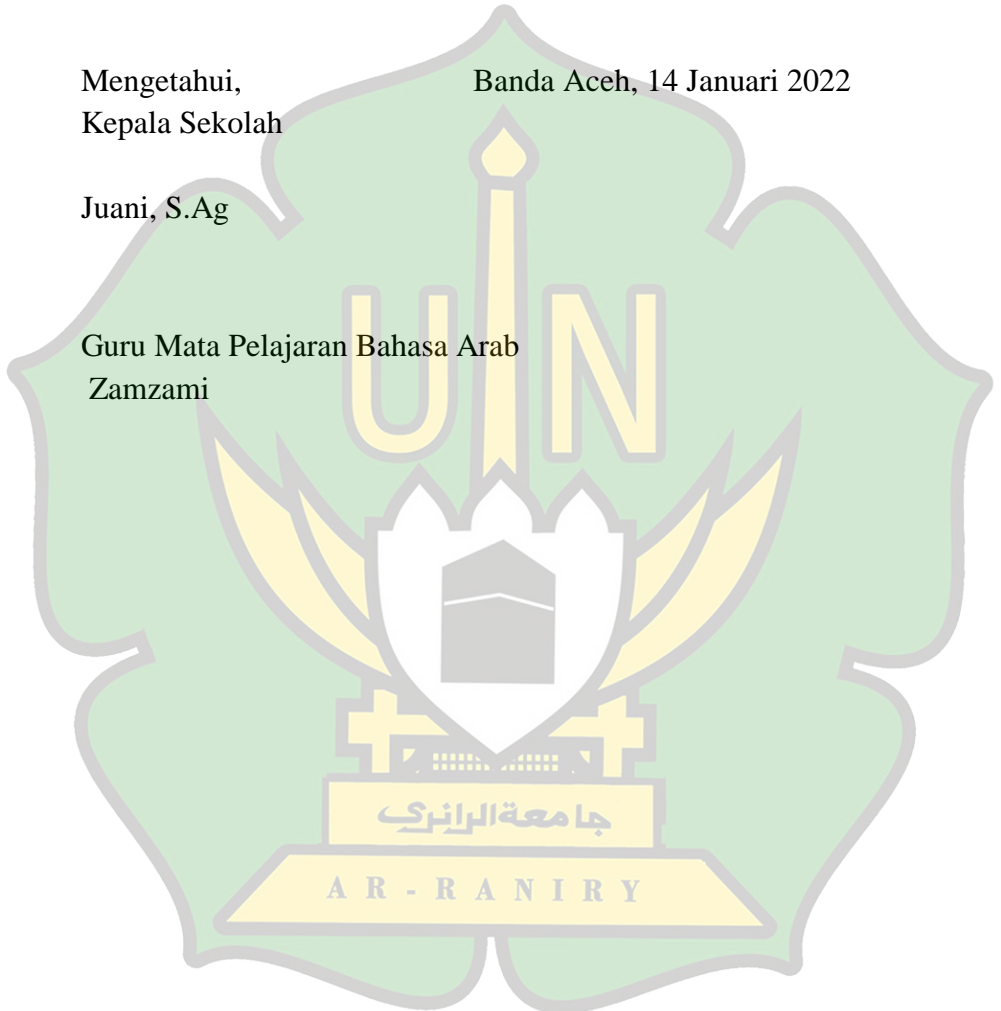 Mengetahui, Banda Aceh, 14 Januari 2022
Kepala Sekolah
Juani, S.Ag
Guru Mata Pelajaran Bahasa Arab
Zamzami
UIN
جامعة الرانري
AR-RANIRY